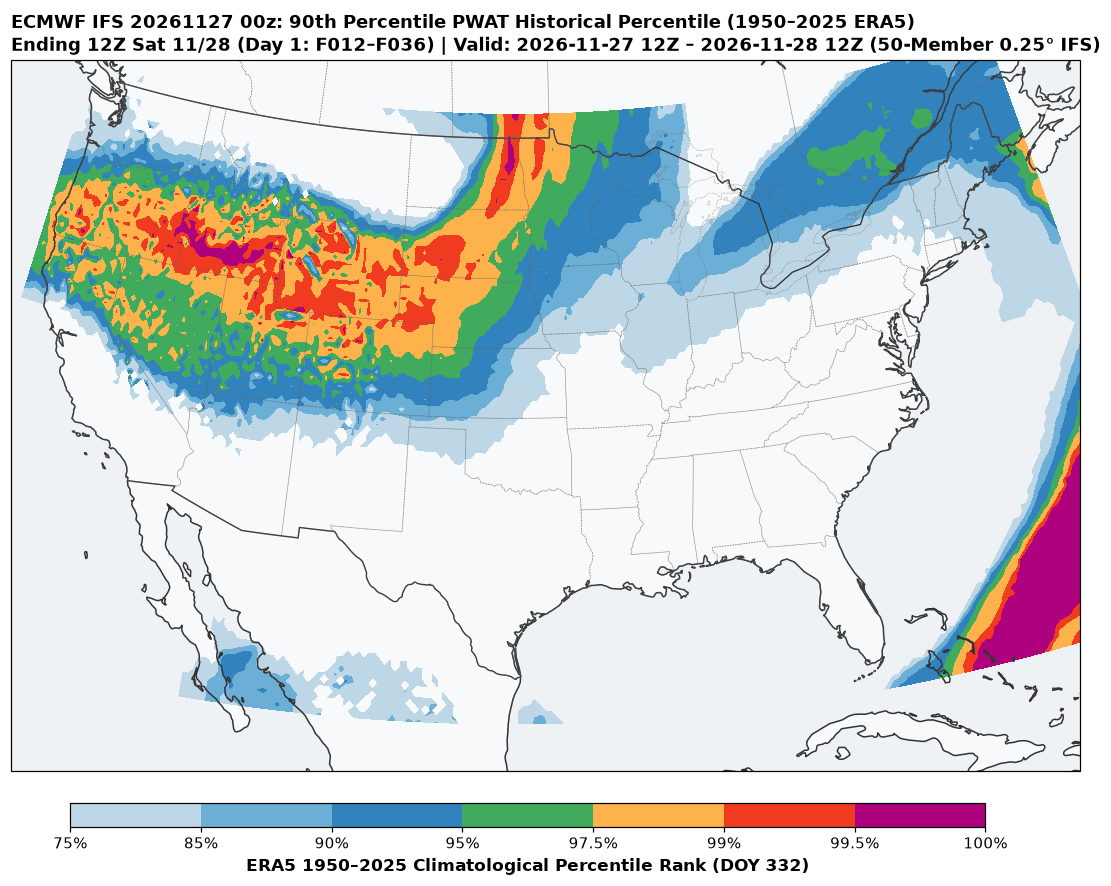 ECMWF IFS 20261127 00z: 90th Percentile PWAT Historical Percentile (1950–2025 ERA5)
Ending 12Z Sat 11/28 (Day 1: F012–F036) | Valid: 2026-11-27 12Z – 2026-11-28 12Z (50-Member 0.25° IFS)
75% 85% 90% 95% 97.5% 99% 99.5% 100%
ERA5 1950–2025 Climatological Percentile Rank (DOY 332)